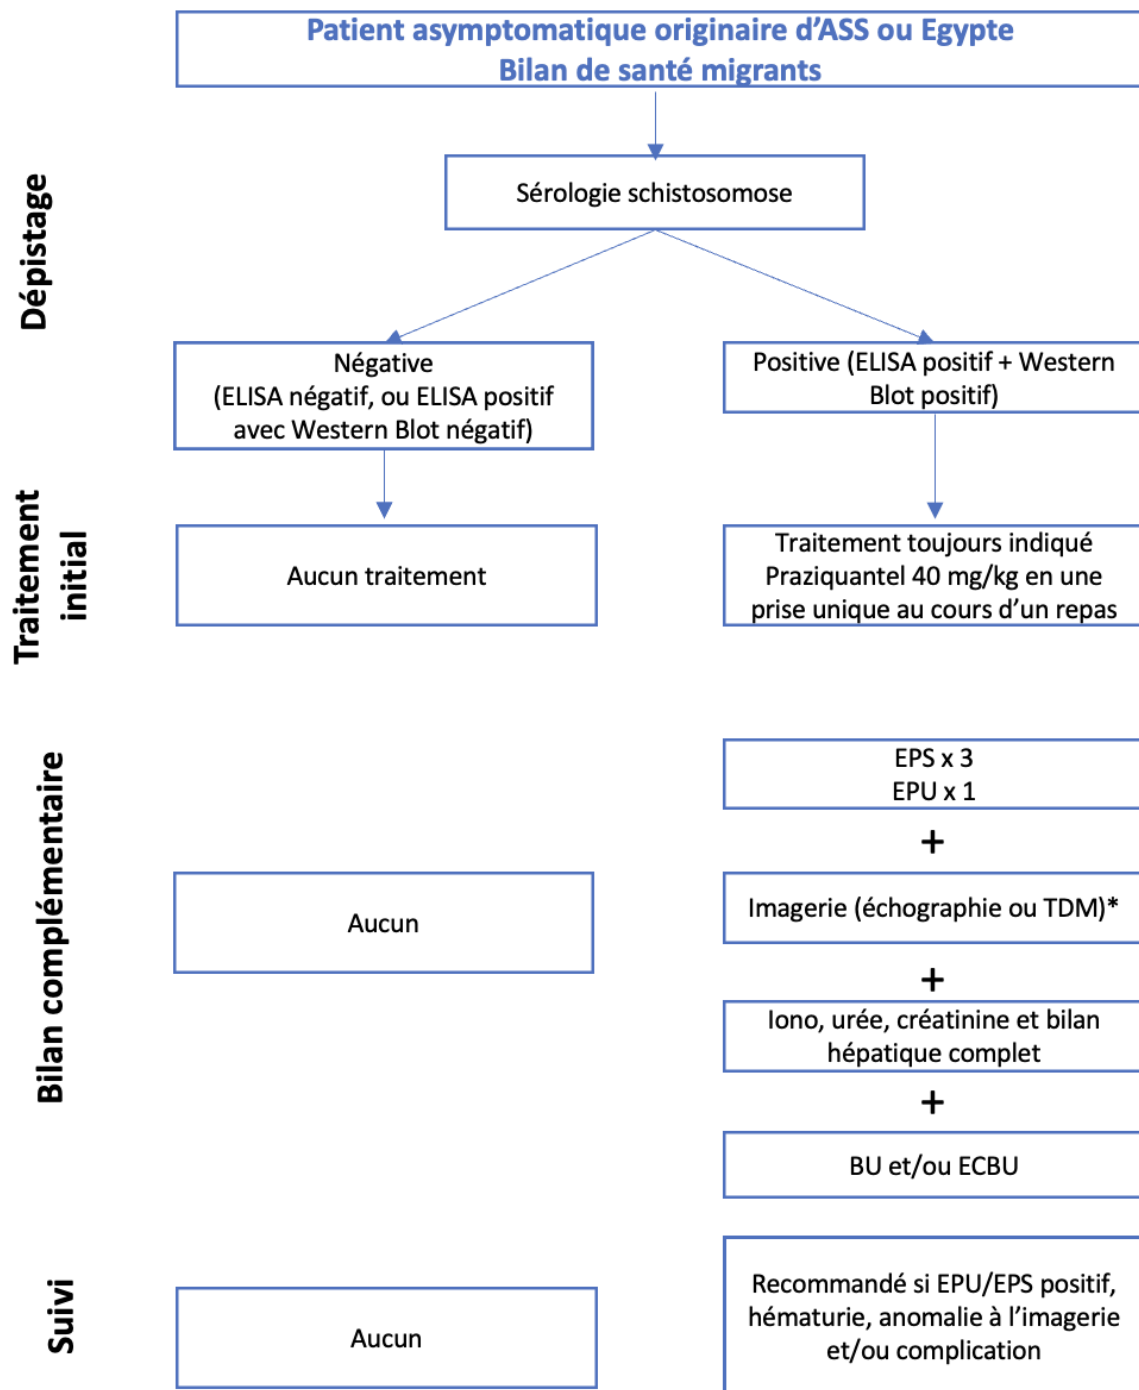 Patient asymptomatique originaire d’ASS ou Egypte
Bilan de santé migrants
Dépistage
Sérologie schistosomose
Négative
(ELISA négatif, ou ELISA positif
avec Western Blot négatif)
Positive (ELISA positif + Western
Blot positif)
Traitement
initial
Aucun traitement
Traitement toujours indiqué
Praziquantel 40 mg/kg en une
prise unique au cours d’un repas
Bilan complémentaire
Aucun
EPS x 3
EPU x 1
+
Imagerie (échographie ou TDM)*
+
Iono, urée, créatinine et bilan
hépatique complet
+
BU et/ou ECBU
Suivi
Aucun
Recommandé si EPU/EPS positif,
hématurie, anomalie à l’imagerie
et/ou complication